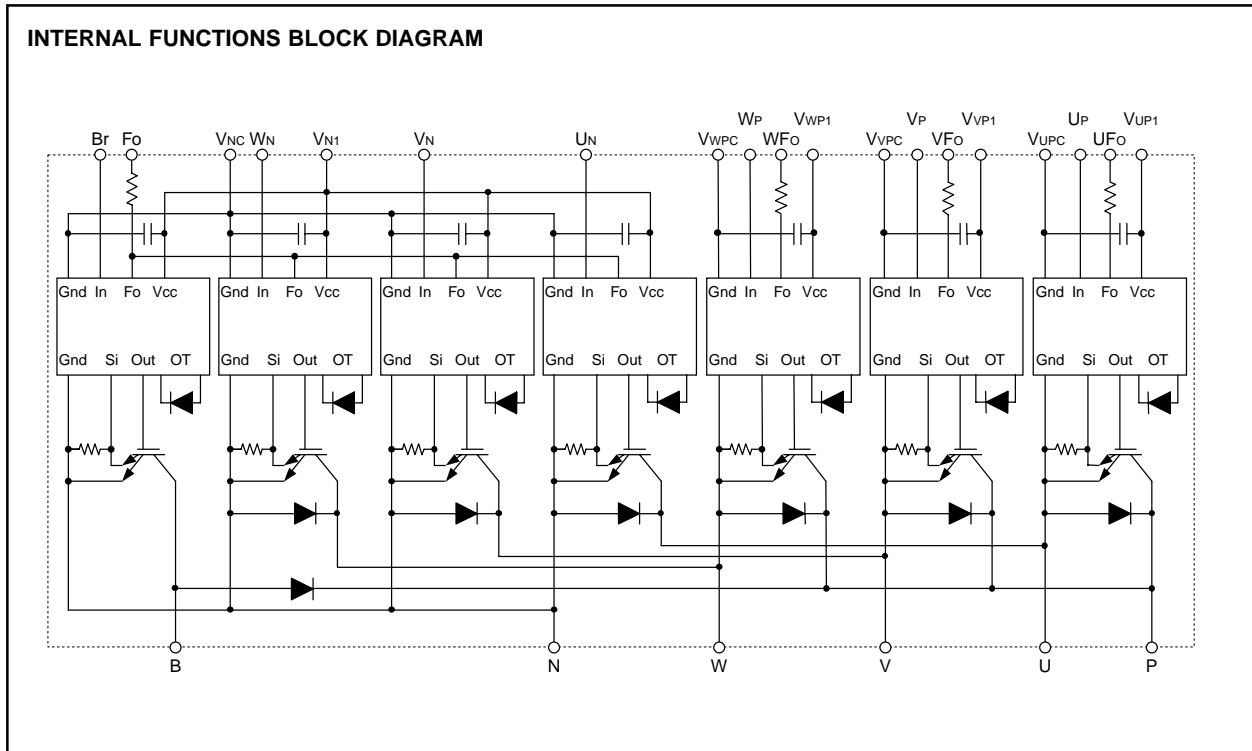 INTERNAL FUNCTIONS BLOCK DIAGRAM
WP VWP1 VP VVP1 UP VUP1
Br Fo VNC WN VN1 VN UN VWPC WFO VVPC VFO VUPC UFO
Gnd In Fo Vcc Gnd In Fo Vcc Gnd In Fo Vcc Gnd In Fo Vcc Gnd In Fo Vcc Gnd In Fo Vcc Gnd In Fo Vcc
Gnd Si Out OT Gnd Si Out OT Gnd Si Out OT Gnd Si Out OT Gnd Si Out OT Gnd Si Out OT Gnd Si Out OT
B N W V U P